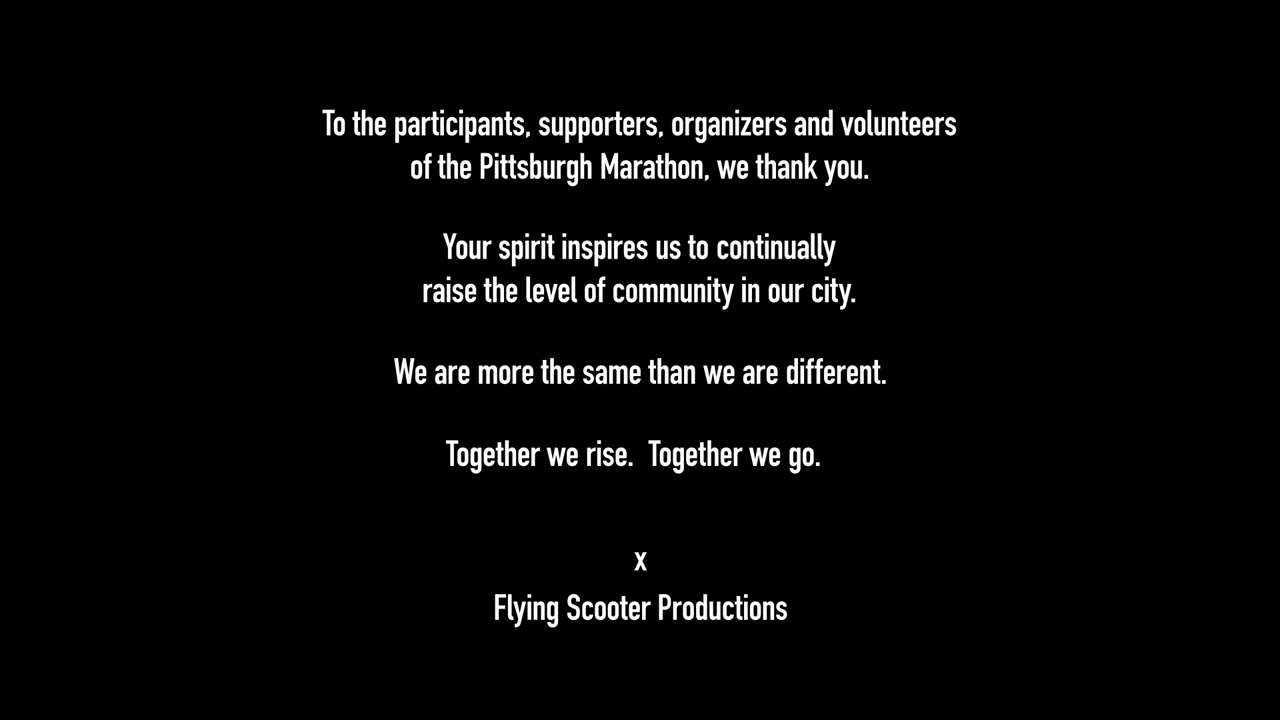 To the participants, supporters, organizers and volunteers
of the Pittsburgh Marathon, we thank you.
Your spirit inspires us to continually
raise the level of community in our city.
We are more the same than we are different.
Together we rise.  Together we go.
x
Flying Scooter Productions